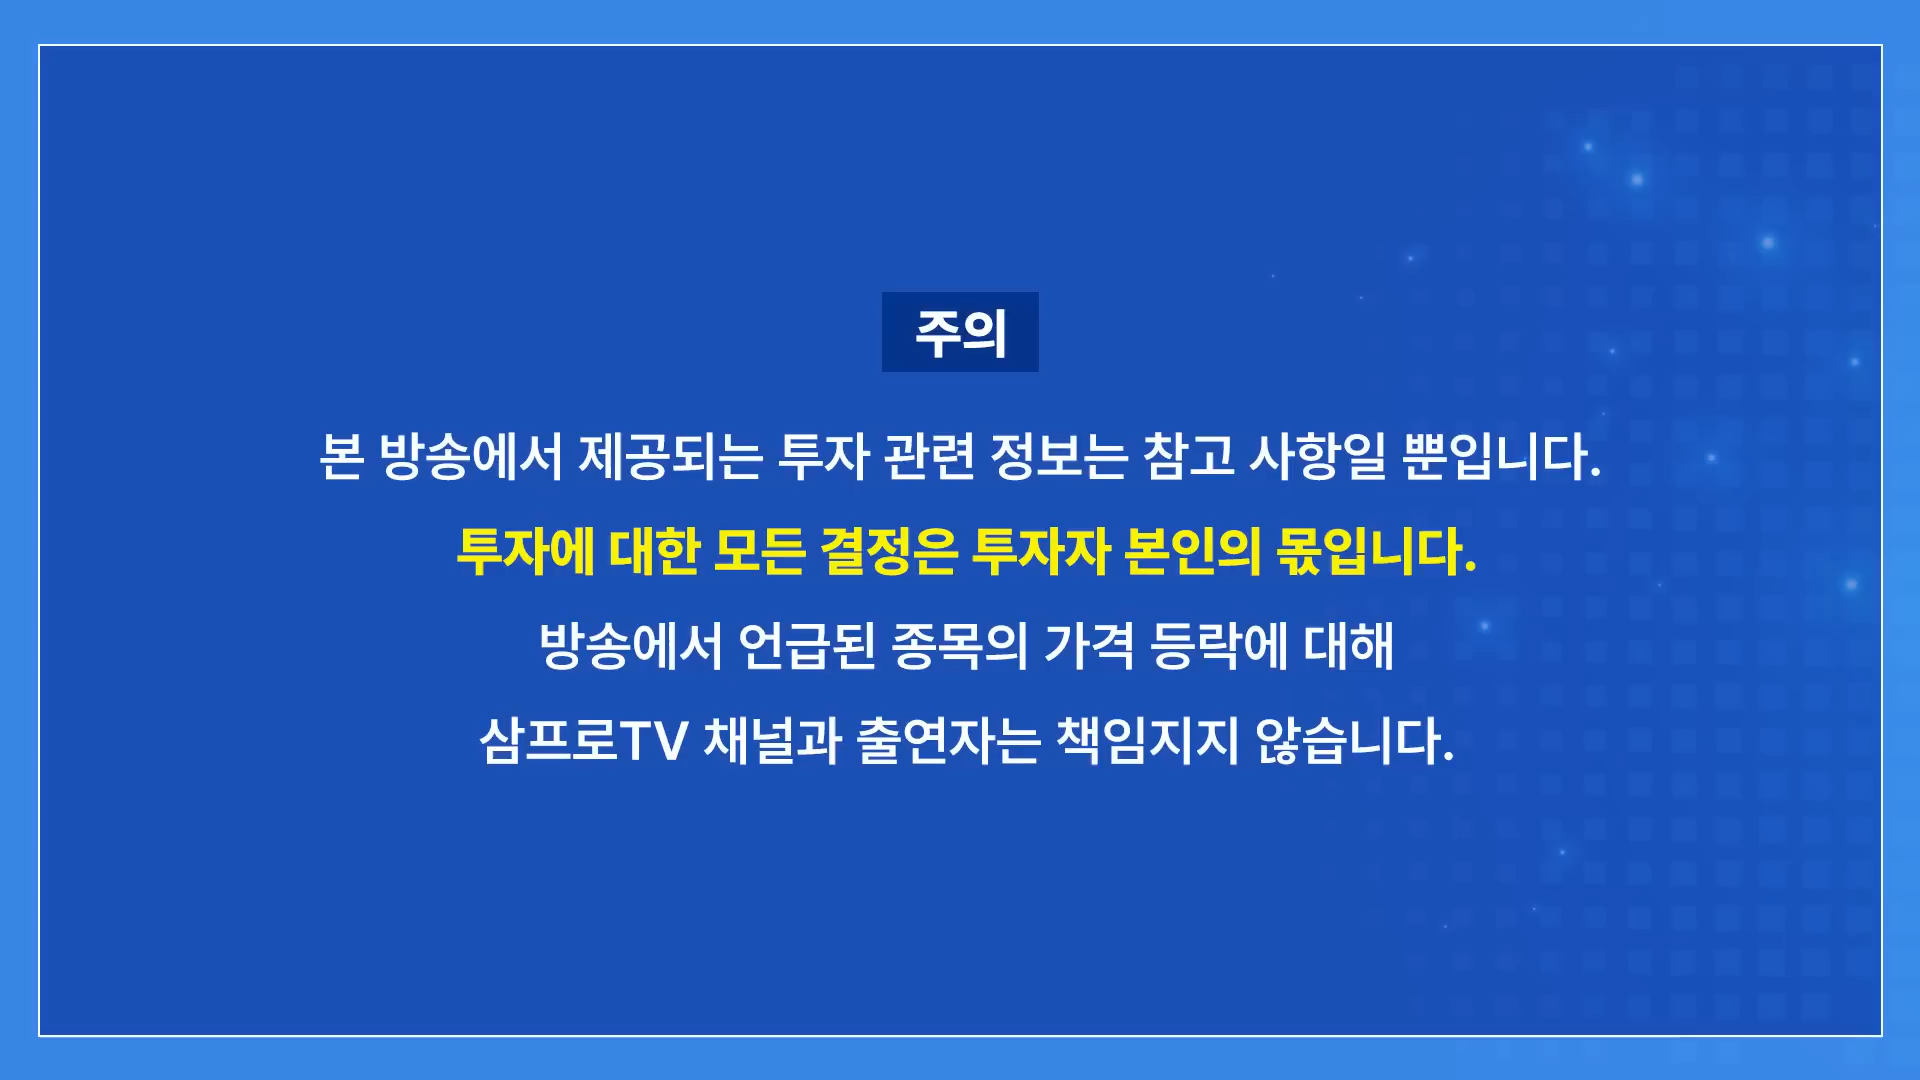 주의
본 방송에서 제공되는 투자 관련 정보는 참고 사항일 뿐입니다.
투자에 대한 모든 결정은 투자자 본인의 몫입니다.
방송에서 언급된 종목의 가격 등락에 대해
삼프로TV 채널과 출연자는 책임지지 않습니다.